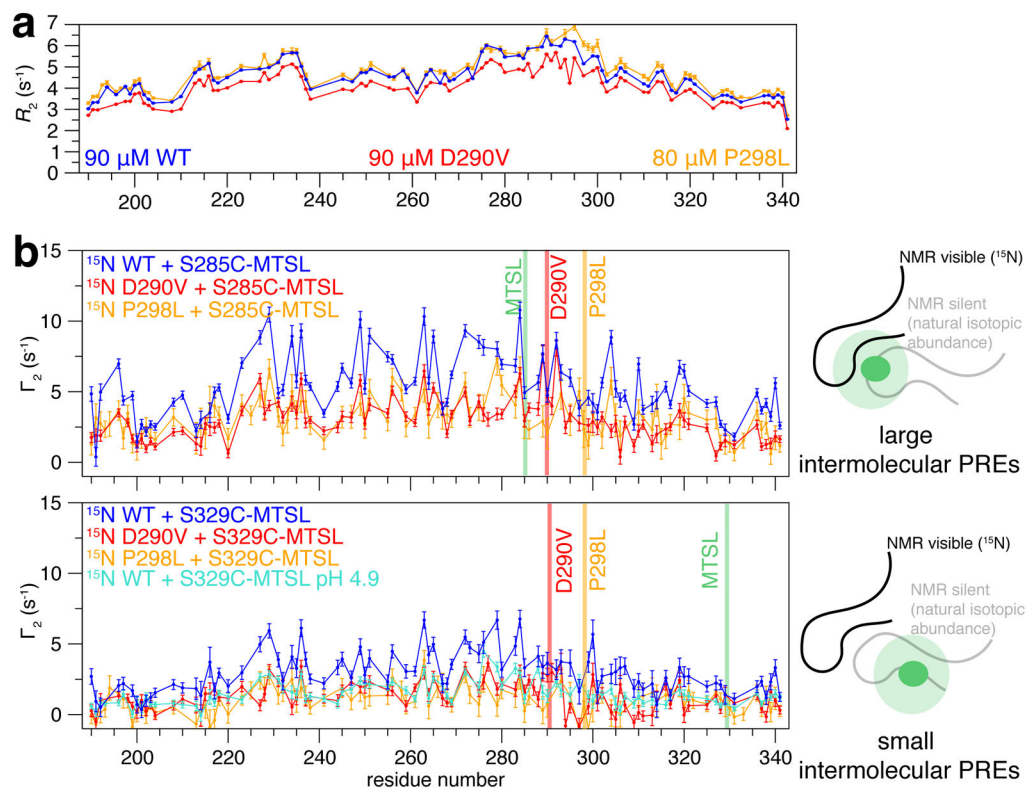 a
R2 (s-1)
7
6
5
4
3
2
1
0
90 µM WT
90 µM D290V
80 µM P298L
200
220
240
260
280
300
320
340
b
Γ2 (s-1)
15
10
5
0
15N WT + S285C-MTSL
15N D290V + S285C-MTSL
15N P298L + S285C-MTSL
MTSL
D290V
P298L
NMR visible (15N)
NMR silent
(natural isotopic
abundance)
large
intermolecular PREs
Γ2 (s-1)
15
10
5
0
15N WT + S329C-MTSL
15N D290V + S329C-MTSL
15N P298L + S329C-MTSL
15N WT + S329C-MTSL pH 4.9
D290V
P298L
MTSL
200
220
240
260
280
300
320
340
residue number
NMR visible (15N)
NMR silent
(natural isotopic
abundance)
small
intermolecular PREs